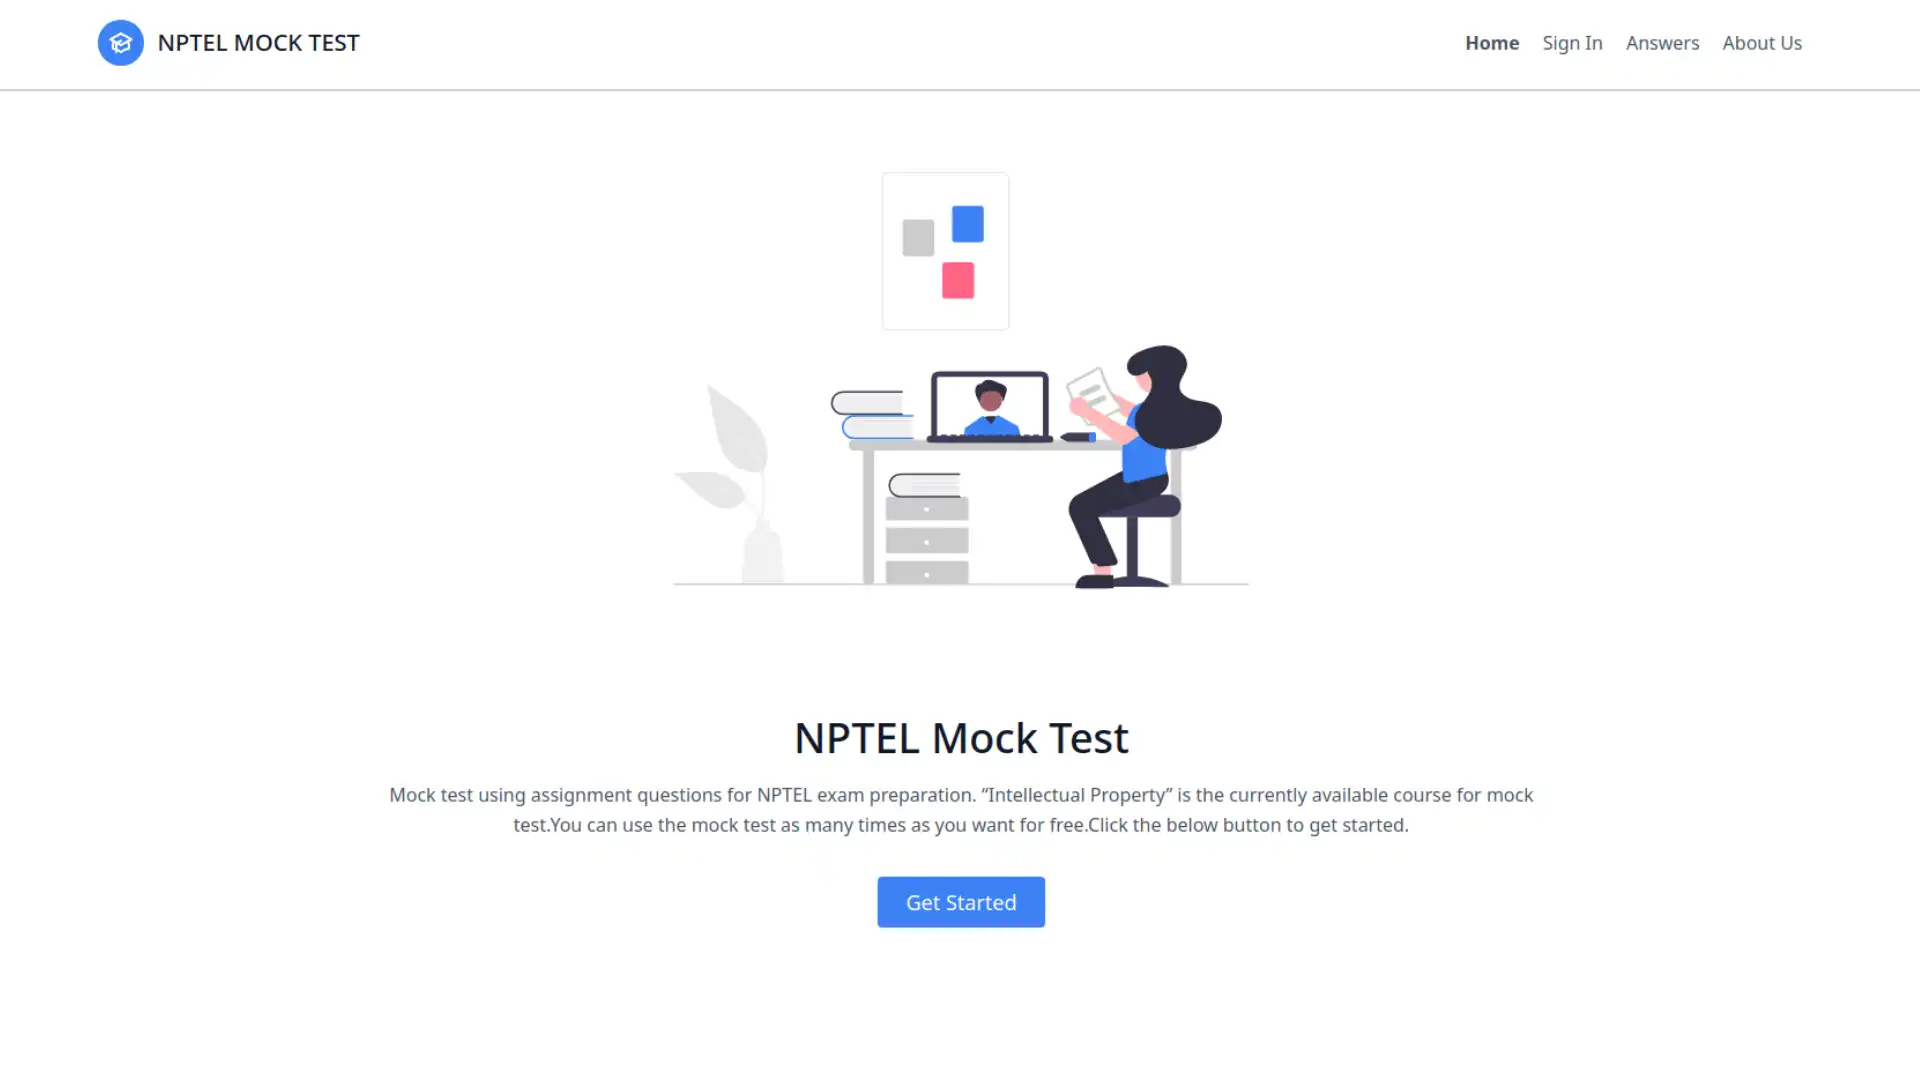 NPTEL MOCK TEST
Home Sign In Answers About Us
NPTEL Mock Test
Mock test using assignment questions for NPTEL exam preparation. “Intellectual Property” is the currently available course for mock
test.You can use the mock test as many times as you want for free.Click the below button to get started.
Get Started